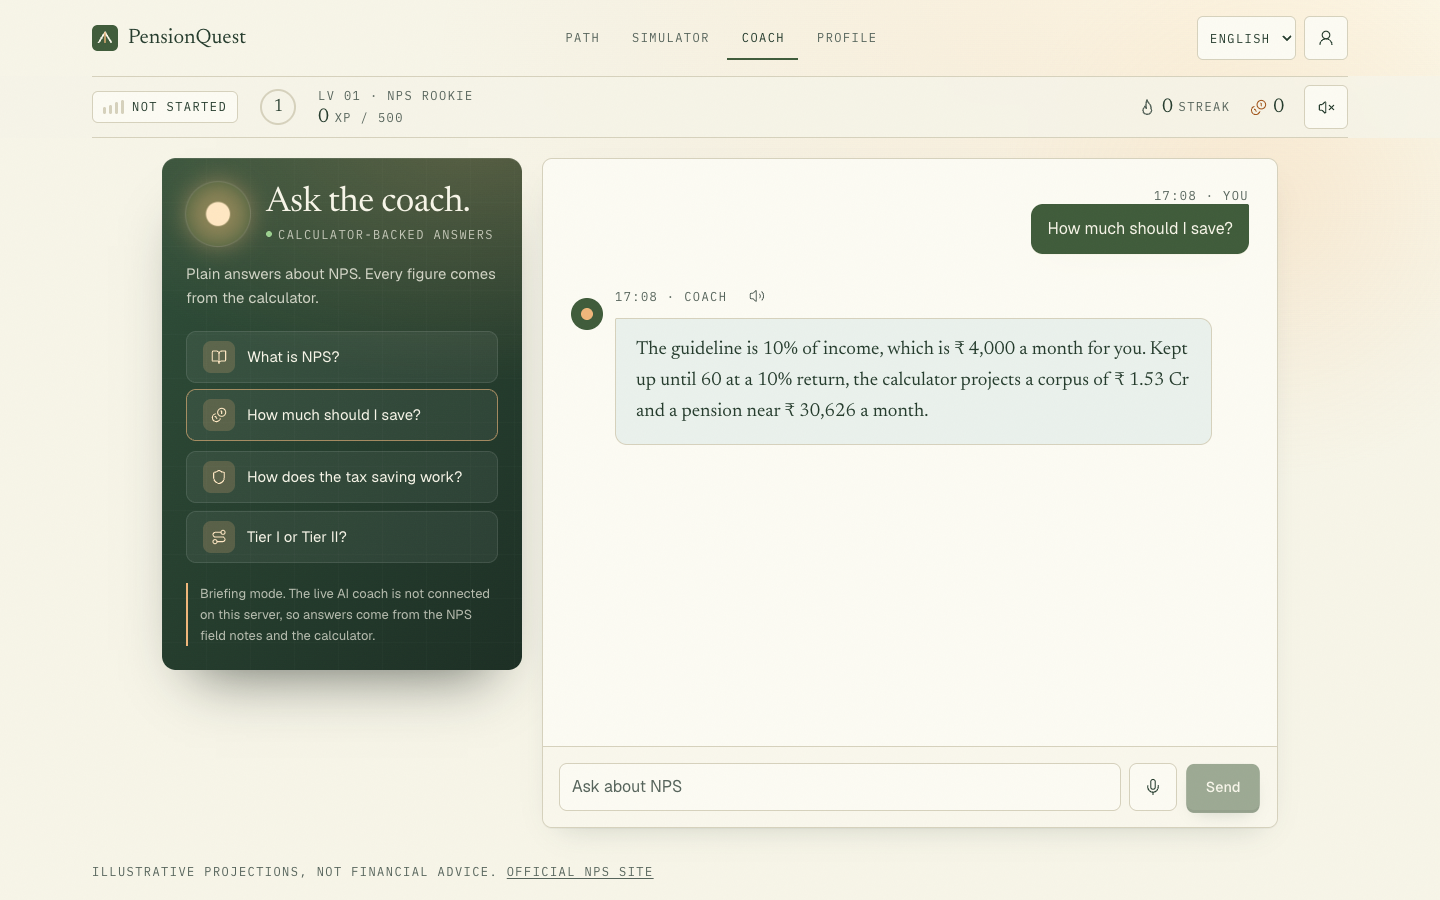 PensionQuest
PATH
SIMULATOR
COACH
PROFILE
ENGLISH
NOT STARTED
1
LV 01 · NPS ROOKIE
0 XP / 500
0 STREAK
0
Ask the coach.
CALCULATOR-BACKED ANSWERS
Plain answers about NPS. Every figure comes
from the calculator.
What is NPS?
How much should I save?
How does the tax saving work?
Tier I or Tier II?
Briefing mode. The live AI coach is not connected
on this server, so answers come from the NPS
field notes and the calculator.
17:08 · YOU
How much should I save?
17:08 · COACH
The guideline is 10% of income, which is ₹ 4,000 a month for you. Kept
up until 60 at a 10% return, the calculator projects a corpus of ₹ 1.53 Cr
and a pension near ₹ 30,626 a month.
Ask about NPS
Send
ILLUSTRATIVE PROJECTIONS, NOT FINANCIAL ADVICE. OFFICIAL NPS SITE